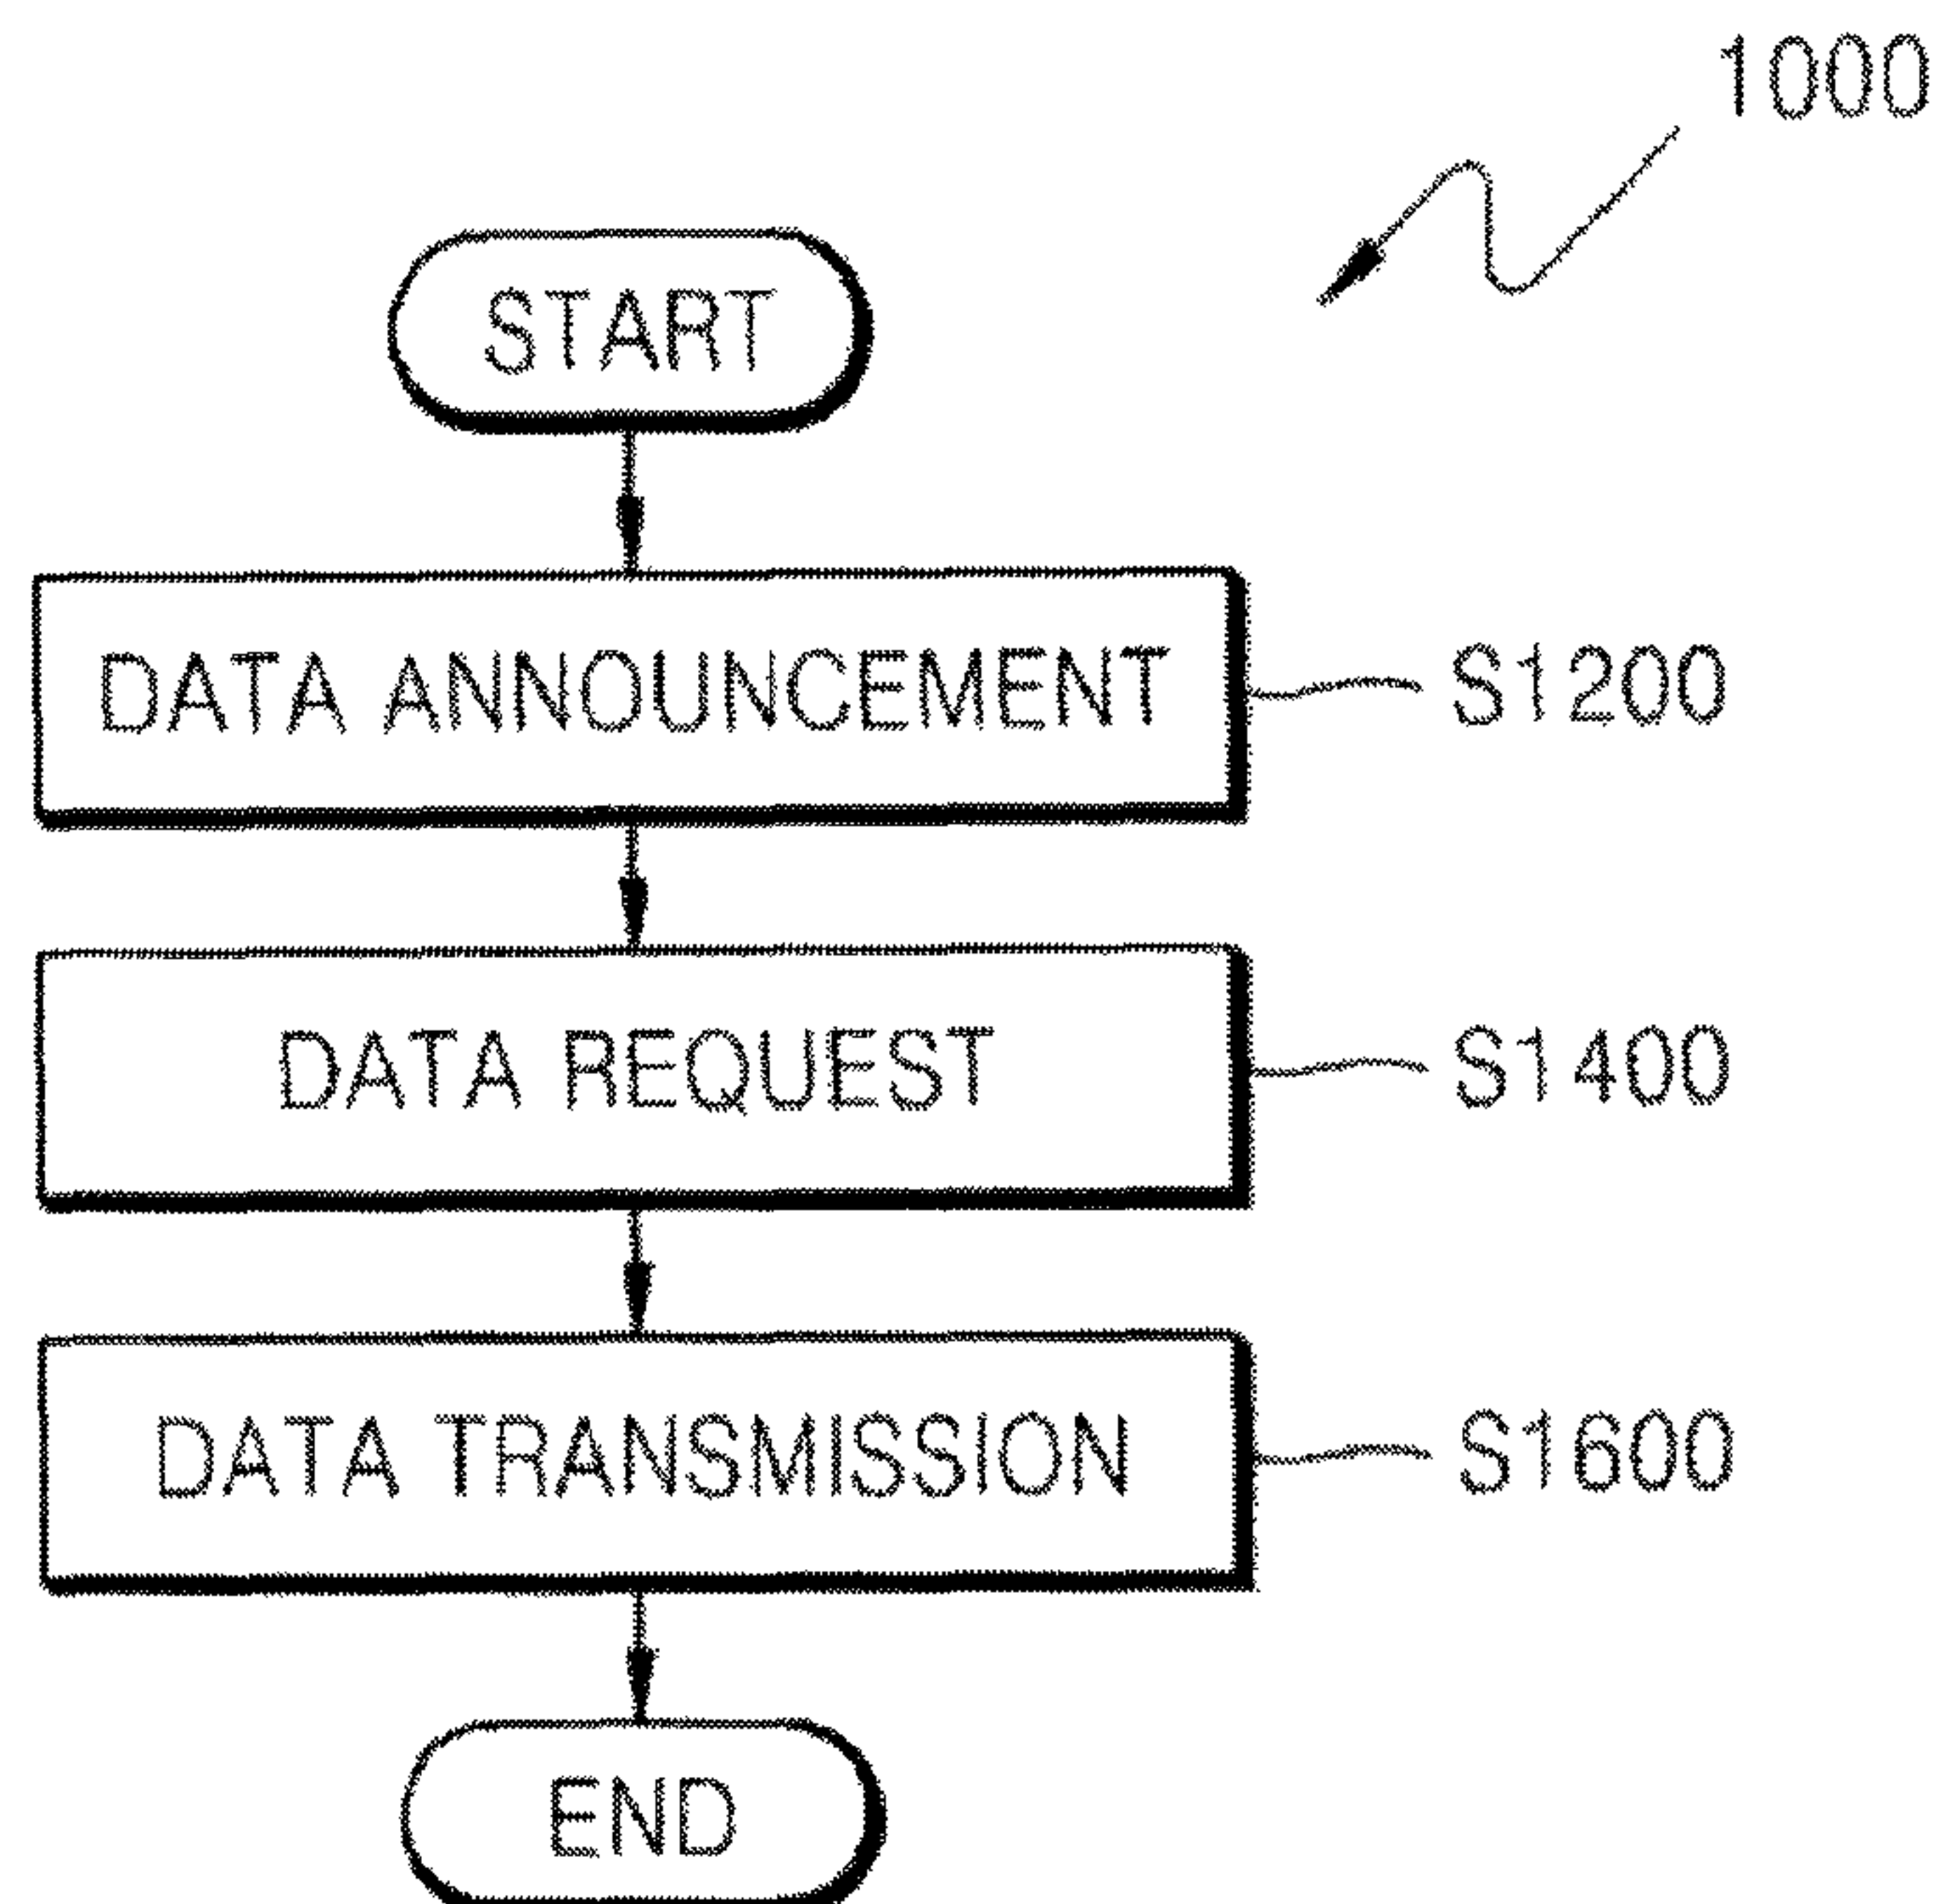 1000
START
DATA ANNOUNCEMENT S1200
DATA REQUEST S1400
DATA TRANSMISSION S1600
END